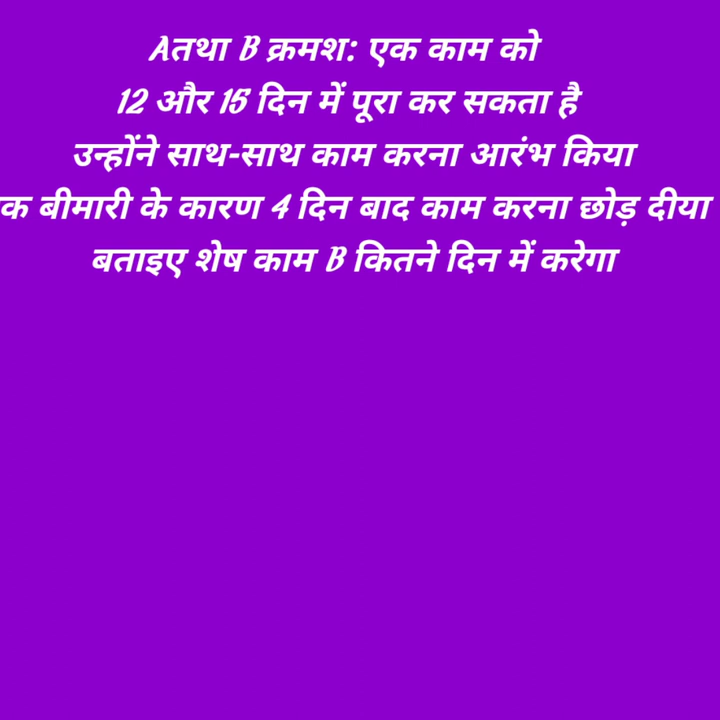 Aतथा B क्रमश: एक काम को
12 और 15 दिन में पूरा कर सकता है
उन्होंने साथ-साथ काम करना आरंभ किया
क बीमारी के कारण 4 दिन बाद काम करना छोड़ दीया
बताइए शेष काम B कितने दिन में करेगा